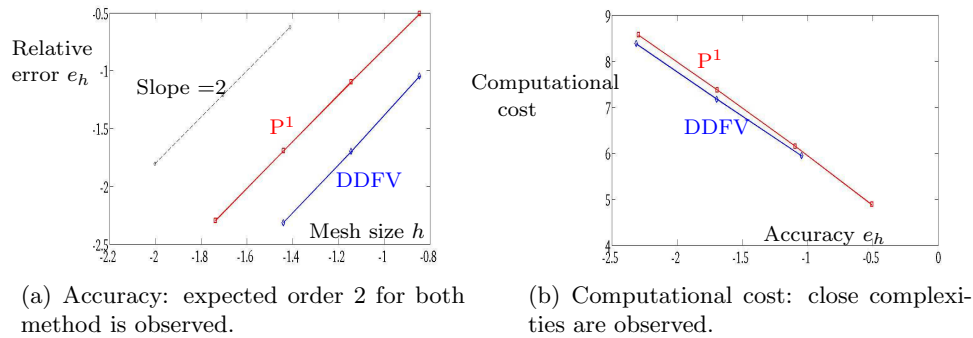 -0.5
Relative
error e_h
-1
Slope =2
-1.5
P¹
DDFV
-2
Mesh size h
-2.5
-2.2 -2 -1.8 -1.6 -1.4 -1.2 -1 -0.8
(a) Accuracy: expected order 2 for both
method is observed.
9
8
P¹
Computational
cost
7
DDFV
6
5
Accuracy e_h
4
-2.5 -2 -1.5 -1 -0.5 0
(b) Computational cost: close complexi-
ties are observed.